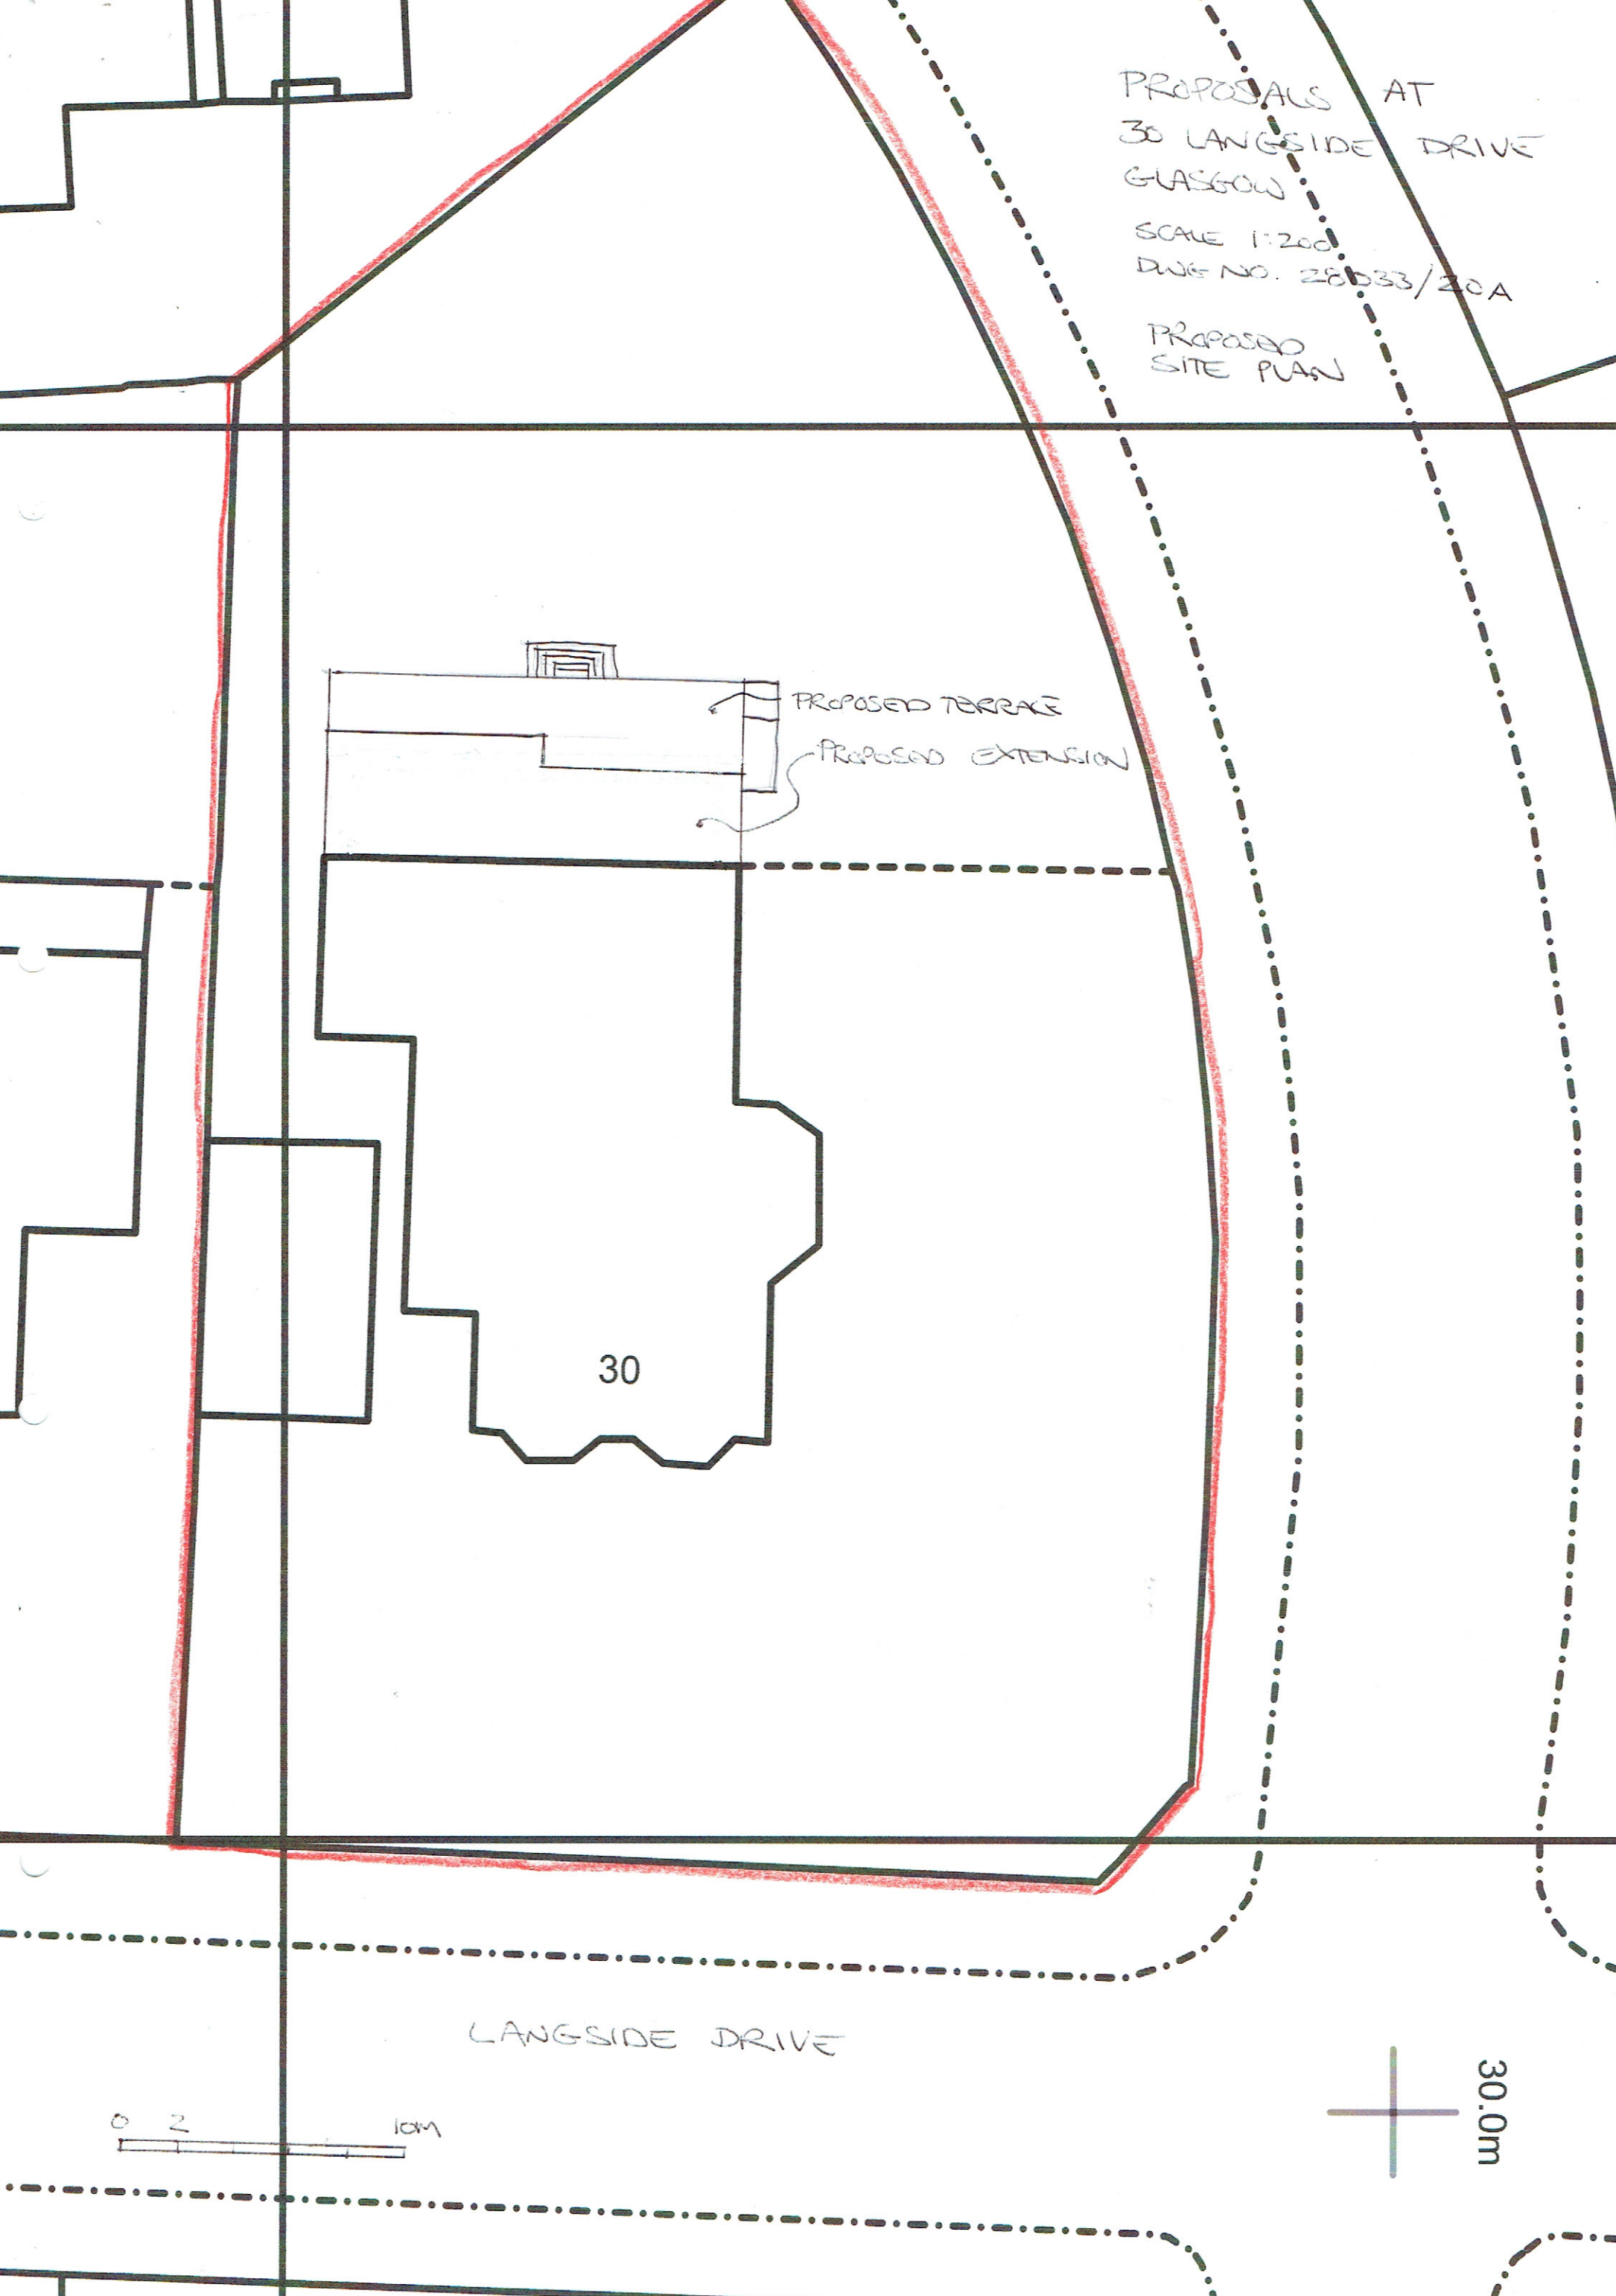 PROPOSALS AT
30 LANGSIDE DRIVE
GLASGOW
SCALE 1:200
DWG NO. 28033/20A
PROPOSED
SITE PLAN
PROPOSED TERRACE
PROPOSED EXTENSION
30
LANGSIDE DRIVE
0 2 10M
30.0m